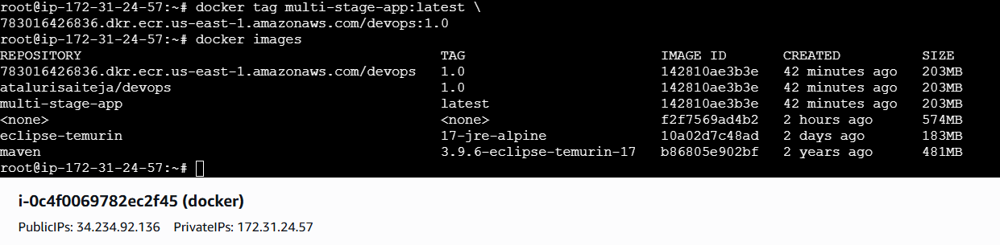 root@ip-172-31-24-57:~# docker tag multi-stage-app:latest \
783016426836.dkr.ecr.us-east-1.amazonaws.com/devops:1.0
root@ip-172-31-24-57:~# docker images
REPOSITORY TAG IMAGE ID CREATED SIZE
783016426836.dkr.ecr.us-east-1.amazonaws.com/devops 1.0 142810ae3b3e 42 minutes ago 203MB
atalurisaiteja/devops 1.0 142810ae3b3e 42 minutes ago 203MB
multi-stage-app latest 142810ae3b3e 42 minutes ago 203MB
<none> <none> f2f7569ad4b2 2 hours ago 574MB
eclipse-temurin 17-jre-alpine 10a02d7c48ad 2 days ago 183MB
maven 3.9.6-eclipse-temurin-17 b86805e902bf 2 years ago 481MB
root@ip-172-31-24-57:~#
i-0c4f0069782ec2f45 (docker)
PublicIPs: 34.234.92.136 PrivateIPs: 172.31.24.57